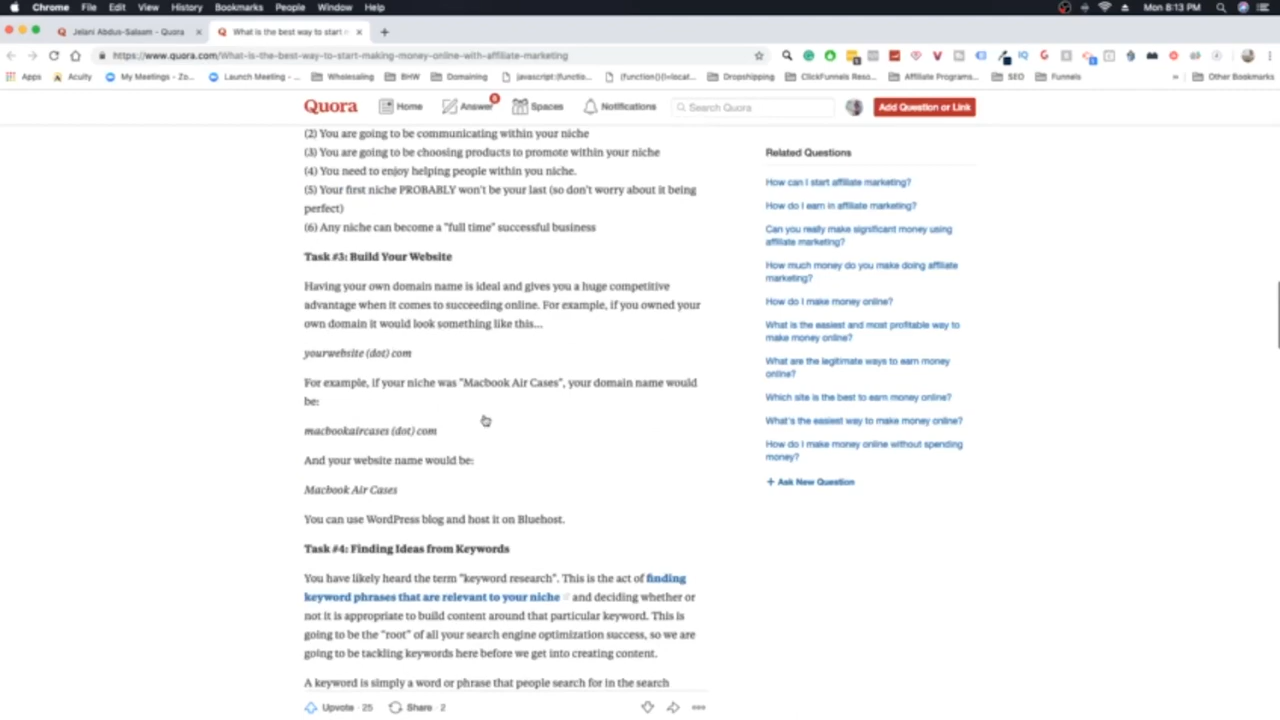 Chrome File Edit View History Bookmarks People Window Help
Mon 8:13 PM
Jelani Abdus-Salaam - Quora
What is the best way to start
https://www.quora.com/What-is-the-best-way-to-start-making-money-online-with-affiliate-marketing
Apps Acuity My Meetings - Zo... Launch Meeting - ... Wholesaling BHW Domaining javascript:(functio... (function(){l=locat... Dropshipping ClickFunnels Reso... Affiliate Programs... SEO Funnels » Other Bookmarks
Quora Home Answer Spaces Notifications Search Quora Add Question or Link
(2) You are going to be communicating within your niche
(3) You are going to be choosing products to promote within your niche
(4) You need to enjoy helping people within you niche.
(5) Your first niche PROBABLY won't be your last (so don't worry about it being
perfect)
(6) Any niche can become a "full time" successful business
Task #3: Build Your Website
Having your own domain name is ideal and gives you a huge competitive
advantage when it comes to succeeding online. For example, if you owned your
own domain it would look something like this...
yourwebsite (dot) com
For example, if your niche was "Macbook Air Cases", your domain name would
be:
macbookaircases (dot) com
And your website name would be:
Macbook Air Cases
You can use WordPress blog and host it on Bluehost.
Task #4: Finding Ideas from Keywords
You have likely heard the term "keyword research". This is the act of finding
keyword phrases that are relevant to your niche and deciding whether or
not it is appropriate to build content around that particular keyword. This is
going to be the "root" of all your search engine optimization success, so we are
going to be tackling keywords here before we get into creating content.
A keyword is simply a word or phrase that people search for in the search
Upvote · 25 Share · 2
Related Questions
How can I start affiliate marketing?
How do I earn in affiliate marketing?
Can you really make significant money using
affiliate marketing?
How much money do you make doing affiliate
marketing?
How do I make money online?
What is the easiest and most profitable way to
make money online?
What are the legitimate ways to earn money
online?
Which site is the best to earn money online?
What's the easiest way to make money online?
How do I make money online without spending
money?
+ Ask New Question